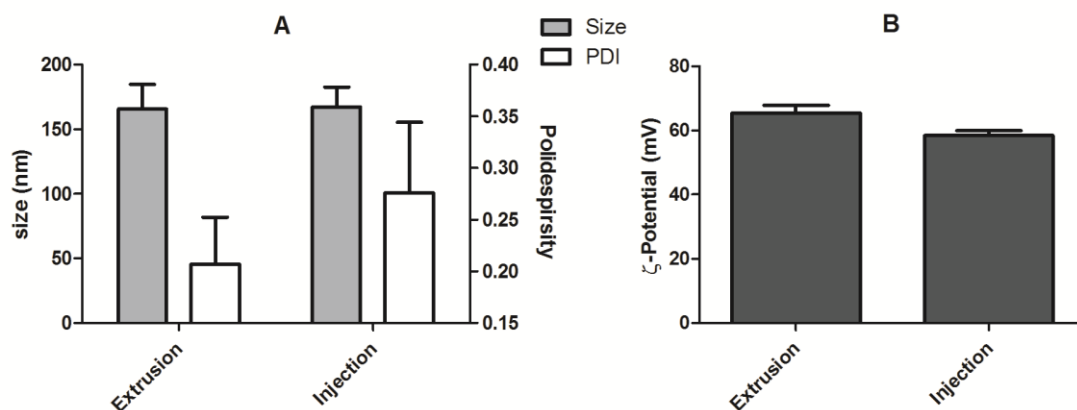 A
Size
PDI
200
150
100
50
0
size (nm)
0.40
0.35
0.30
0.25
0.20
0.15
Polidespirsity
Extrusion
Injection
B
80
60
40
20
0
ζ-Potential (mV)
Extrusion
Injection